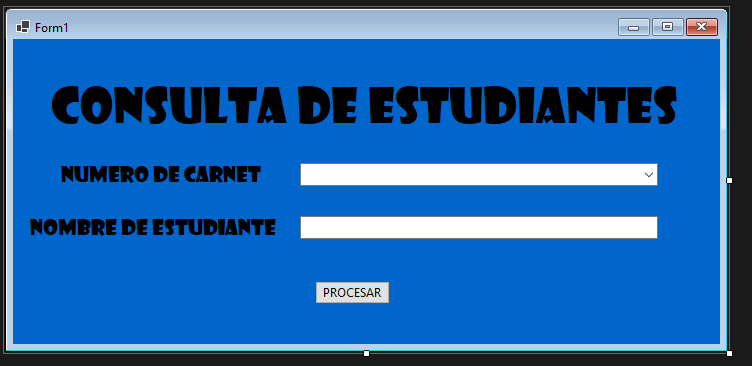 Form1
CONSULTA DE ESTUDIANTES
NUMERO DE CARNET
NOMBRE DE ESTUDIANTE
PROCESAR